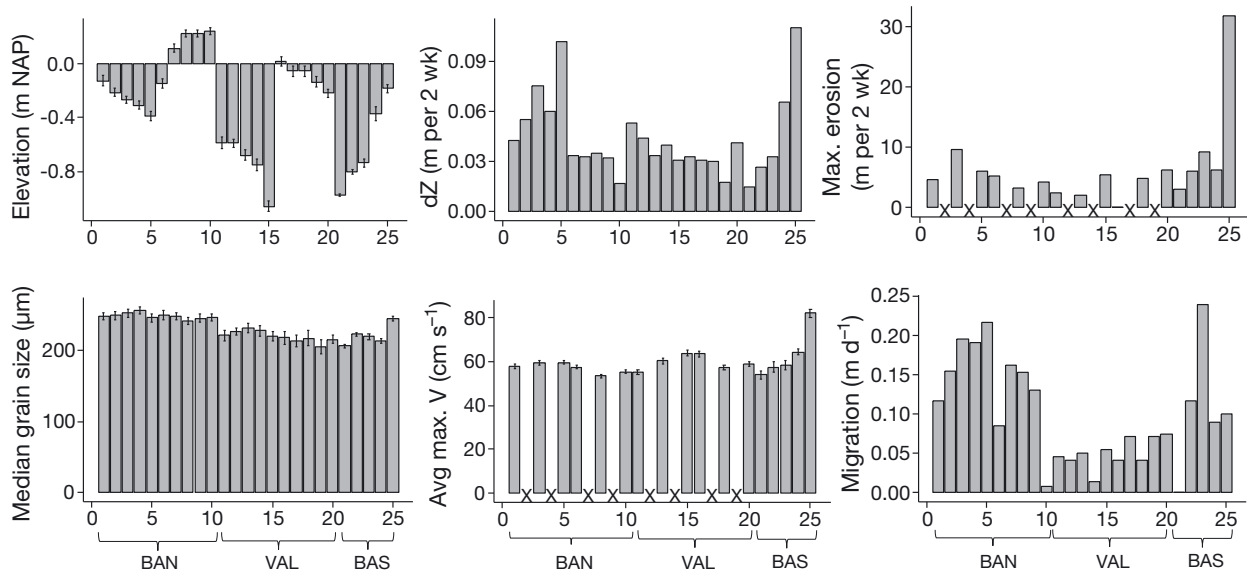 Elevation (m NAP)
0.0
-0.4
-0.8
0 5 10 15 20 25
dZ (m per 2 wk)
0.09
0.06
0.03
0.00
0 5 10 15 20 25
Max. erosion
(m per 2 wk)
30
20
10
0
X X X X X X X X
0 5 10 15 20 25
Median grain size (µm)
200
100
0
0 5 10 15 20 25
BAN VAL BAS
Avg max. V (cm s⁻¹)
80
60
40
20
0
X X X X X X X X
0 5 10 15 20 25
BAN VAL BAS
Migration (m d⁻¹)
0.25
0.20
0.15
0.10
0.05
0.00
0 5 10 15 20 25
BAN VAL BAS